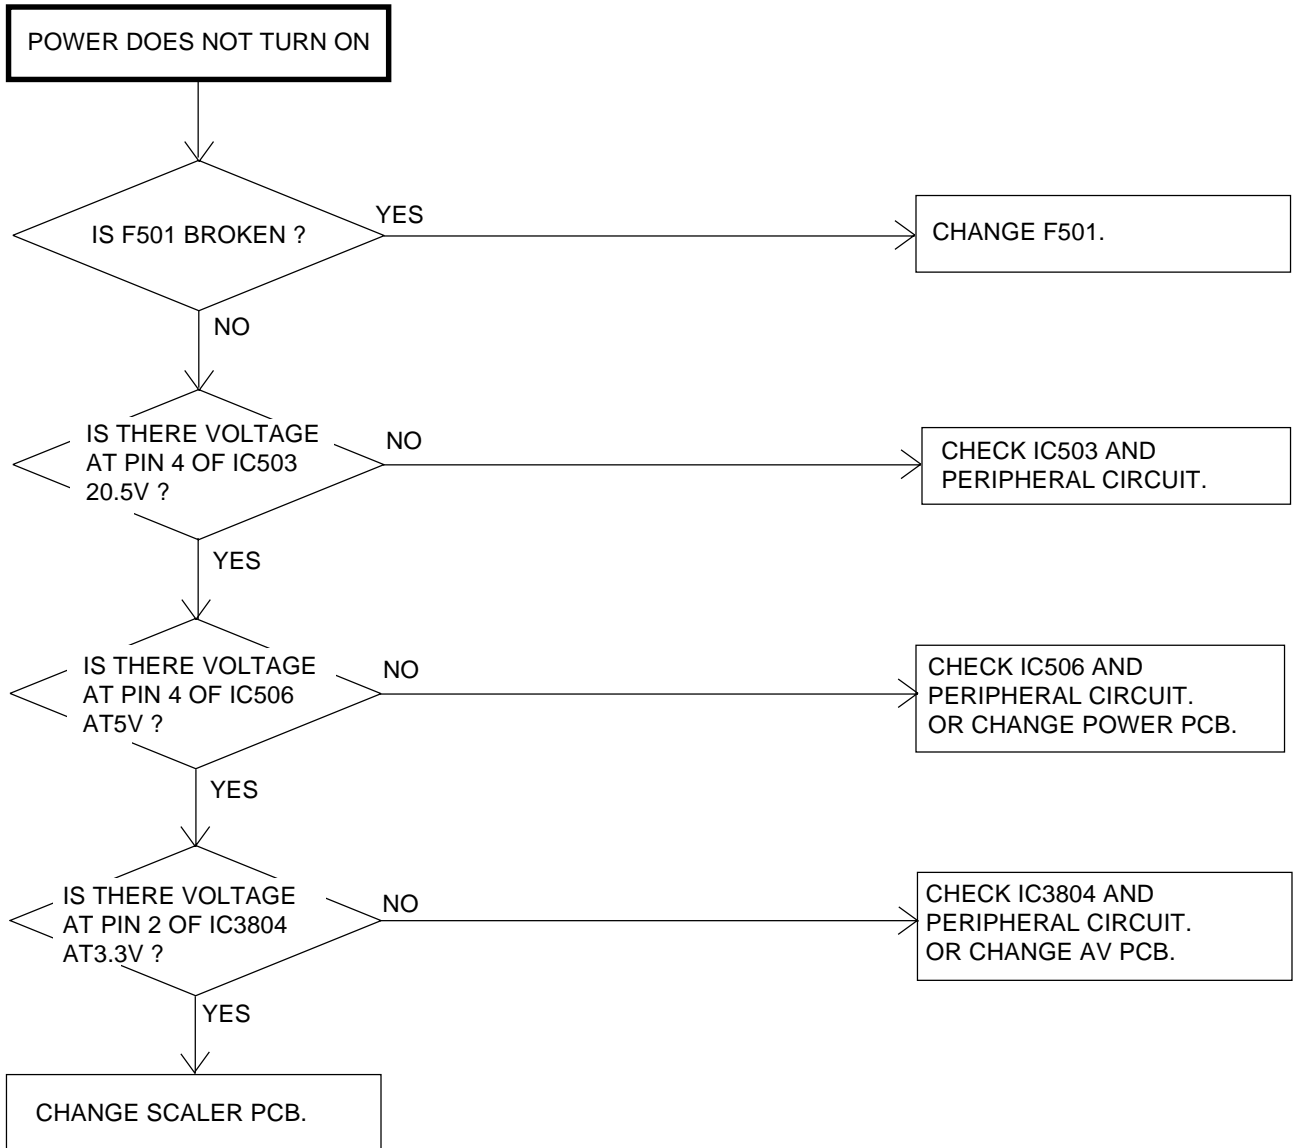 POWER DOES NOT TURN ON
IS F501 BROKEN ?
YES
CHANGE F501.
NO
IS THERE VOLTAGE
AT PIN 4 OF IC503
20.5V ?
NO
CHECK IC503 AND
PERIPHERAL CIRCUIT.
YES
IS THERE VOLTAGE
AT PIN 4 OF IC506
AT5V ?
NO
CHECK IC506 AND
PERIPHERAL CIRCUIT.
OR CHANGE POWER PCB.
YES
IS THERE VOLTAGE
AT PIN 2 OF IC3804
AT3.3V ?
NO
CHECK IC3804 AND
PERIPHERAL CIRCUIT.
OR CHANGE AV PCB.
YES
CHANGE SCALER PCB.